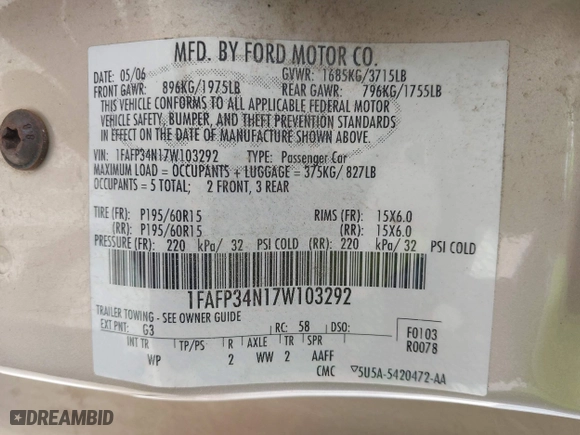 MFD. BY FORD MOTOR CO.
DATE: 05/06 GVWR: 1685KG/3715LB
FRONT GAWR: 896KG/1975LB REAR GAWR: 796KG/1755LB
THIS VEHICLE CONFORMS TO ALL APPLICABLE FEDERAL MOTOR
VEHICLE SAFETY, BUMPER, AND THEFT PREVENTION STANDARDS
IN EFFECT ON THE DATE OF MANUFACTURE SHOWN ABOVE.
VIN: 1FAFP34N17W103292 TYPE: Passenger Car
MAXIMUM LOAD = OCCUPANTS + LUGGAGE = 375KG/ 827LB
OCCUPANTS = 5 TOTAL; 2 FRONT, 3 REAR
TIRE (FR): P195/60R15 RIMS (FR): 15X6.0
(RR): P195/60R15 (RR): 15X6.0
PRESSURE (FR): 220 kPa/ 32 PSI COLD (RR): 220 kPa/ 32 PSI COLD
1FAFP34N17W103292
TRAILER TOWING - SEE OWNER GUIDE
EXT PNT: G3 RC: 58 DSO: F0103
INT TR TP/PS R AXLE TR SPR R0078
WP 2 WW 2 AAFF
CMC 5U5A-5420472-AA
DREAMBID